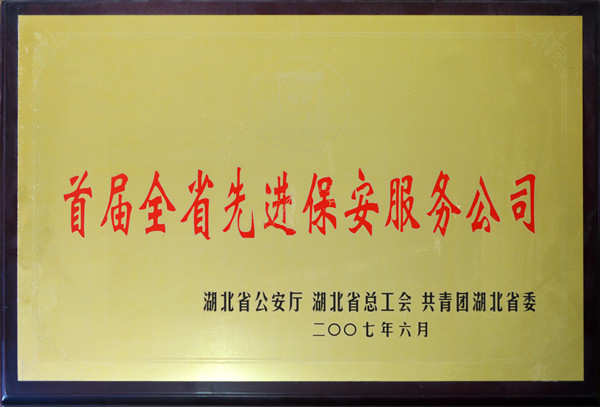 首届全省先进保安服务公司
湖北省公安厅 湖北省总工会 共青团湖北省委
二〇〇七年六月